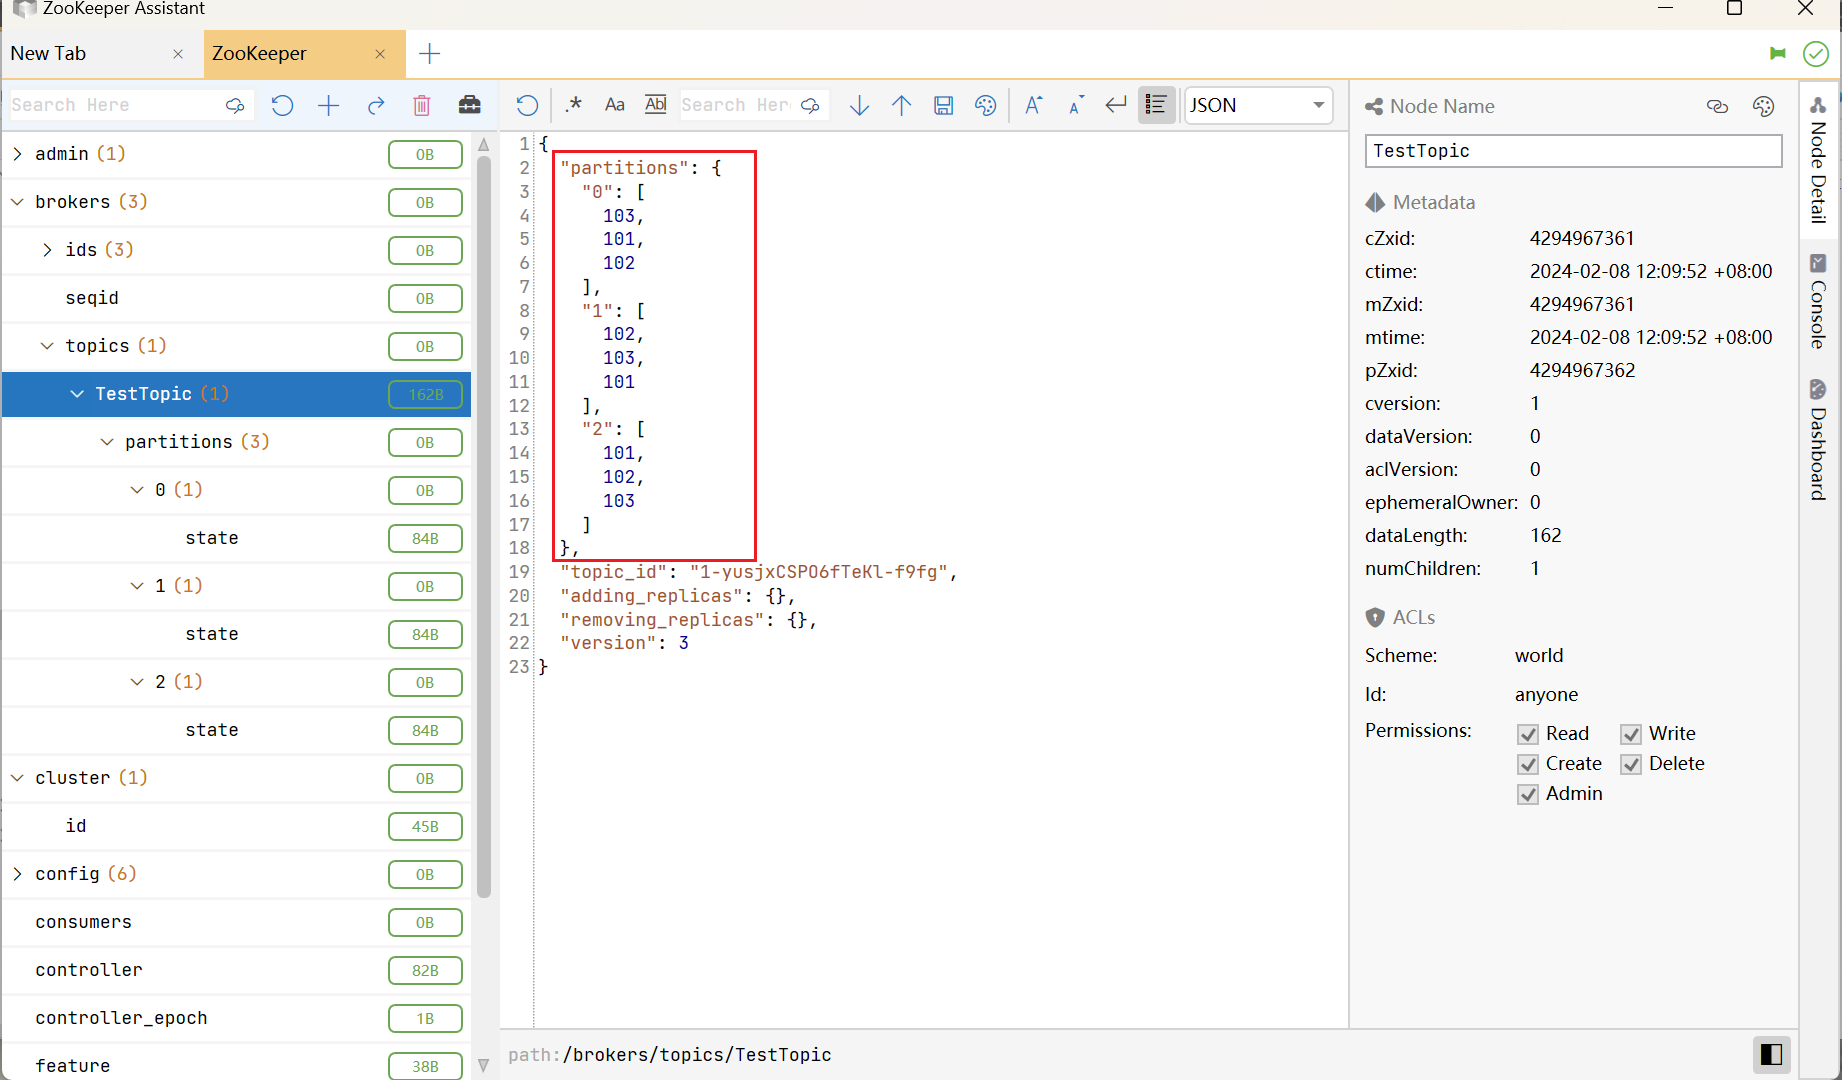 ZooKeeper Assistant
New Tab
ZooKeeper
Search Here
admin (1) 0B
brokers (3) 0B
ids (3) 0B
seqid 0B
topics (1) 0B
TestTopic (1) 162B
partitions (3) 0B
0 (1) 0B
state 84B
1 (1) 0B
state 84B
2 (1) 0B
state 84B
cluster (1) 0B
id 45B
config (6) 0B
consumers 0B
controller 82B
controller_epoch 1B
feature 38B
.* Aa Abl Search Her JSON
1 {
2 "partitions": {
3 "0": [
4 103,
5 101,
6 102
7 ],
8 "1": [
9 102,
10 103,
11 101
12 ],
13 "2": [
14 101,
15 102,
16 103
17 ]
18 },
19 "topic_id": "1-yusjxCSPO6fTeKl-f9fg",
20 "adding_replicas": {},
21 "removing_replicas": {},
22 "version": 3
23 }
path:/brokers/topics/TestTopic
Node Name
TestTopic
Metadata
cZxid: 4294967361
ctime: 2024-02-08 12:09:52 +08:00
mZxid: 4294967361
mtime: 2024-02-08 12:09:52 +08:00
pZxid: 4294967362
cversion: 1
dataVersion: 0
aclVersion: 0
ephemeralOwner: 0
dataLength: 162
numChildren: 1
ACLs
Scheme: world
Id: anyone
Permissions: Read Write
Create Delete
Admin
Node Detail
Console
Dashboard